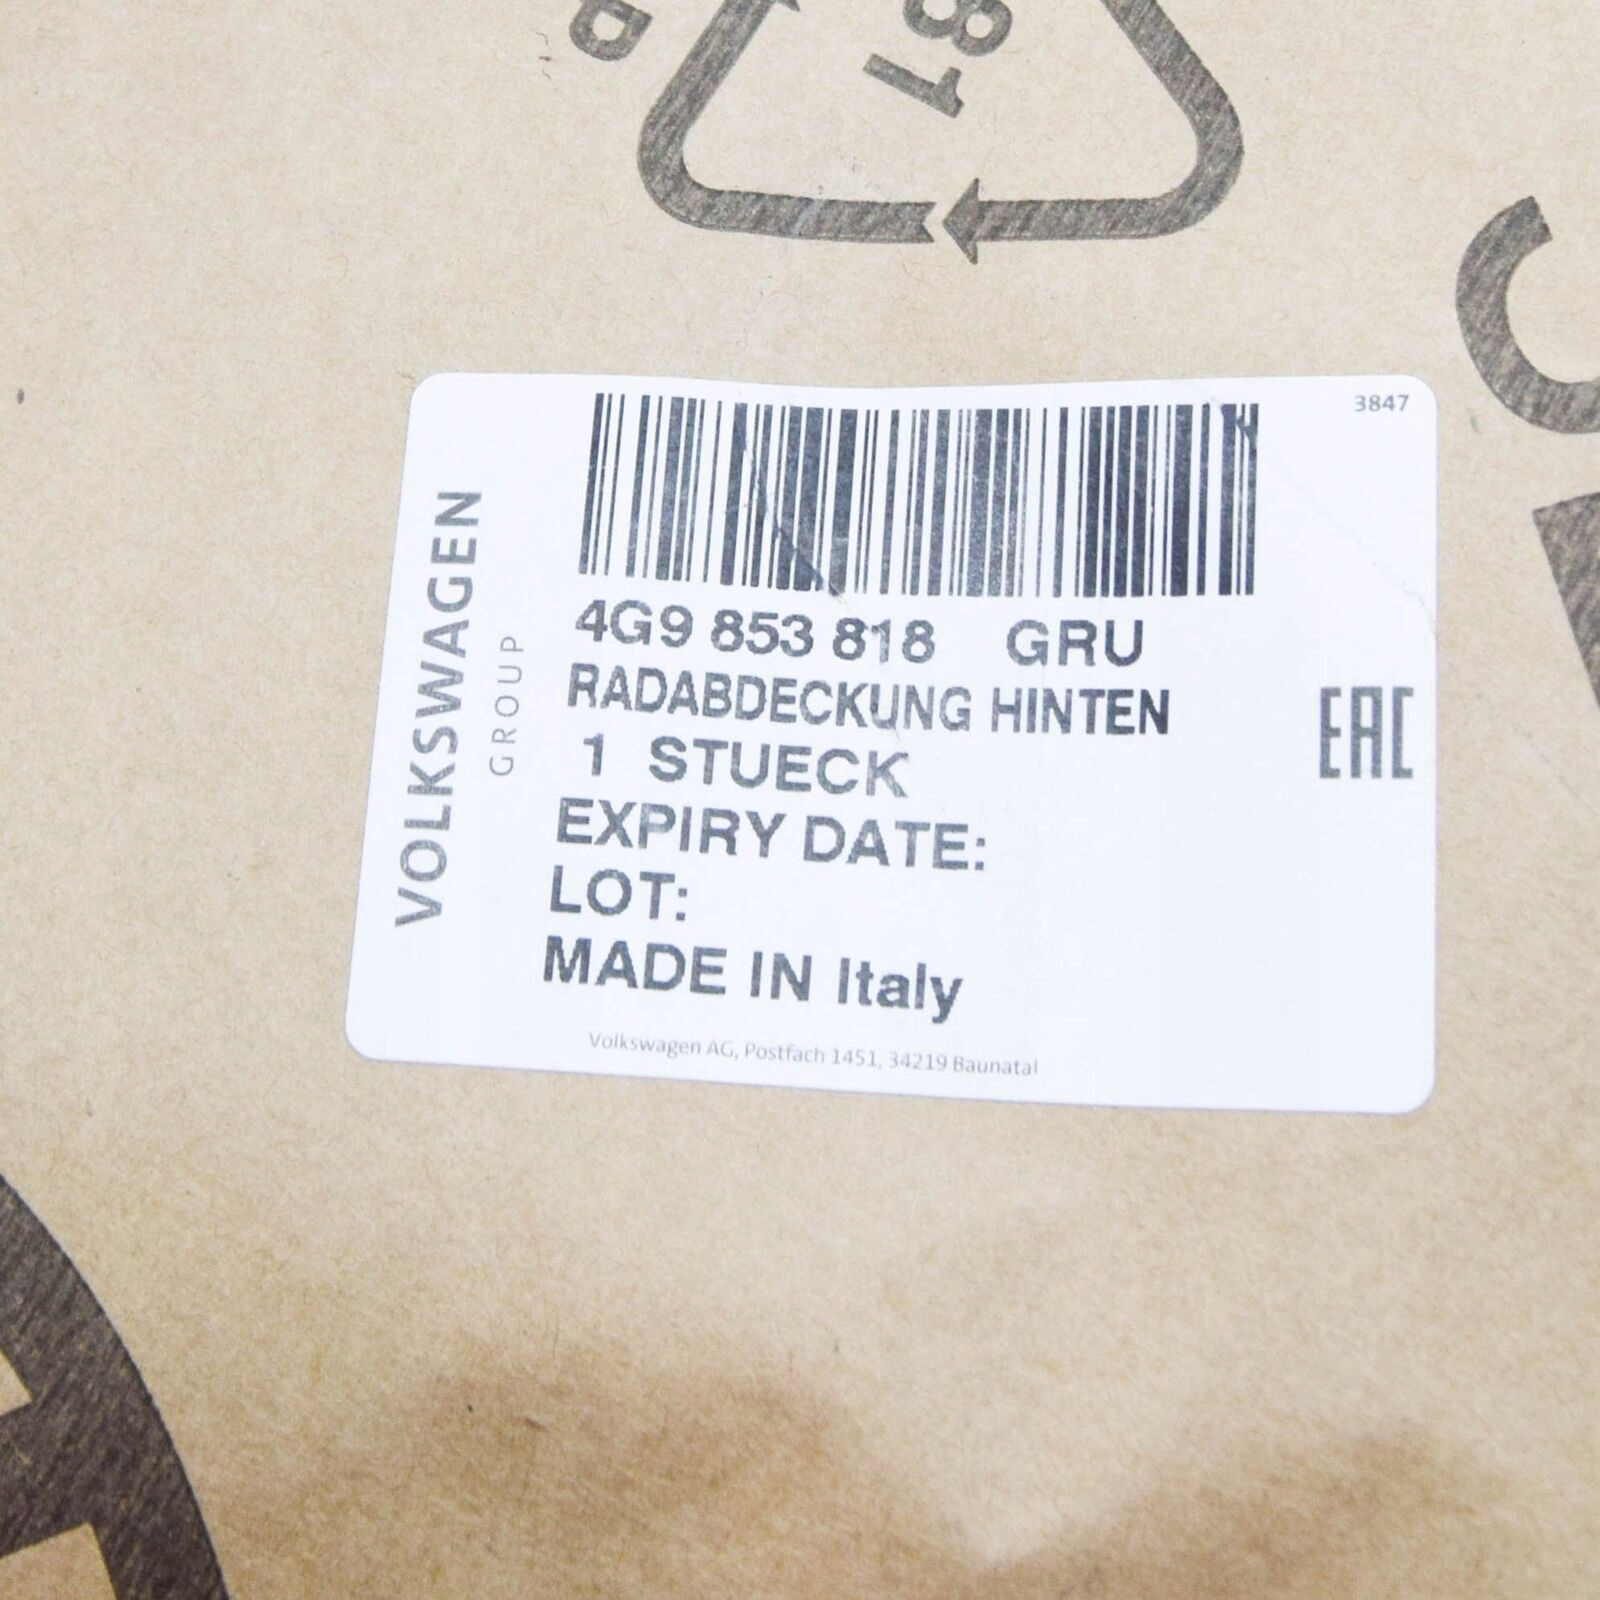 81
P
3847
VOLKSWAGEN
GROUP
4G9 853 818 GRU
RADABDECKUNG HINTEN
1 STUECK
EAC
EXPIRY DATE:
LOT:
MADE IN Italy
Volkswagen AG, Postfach 1451, 34219 Baunatal